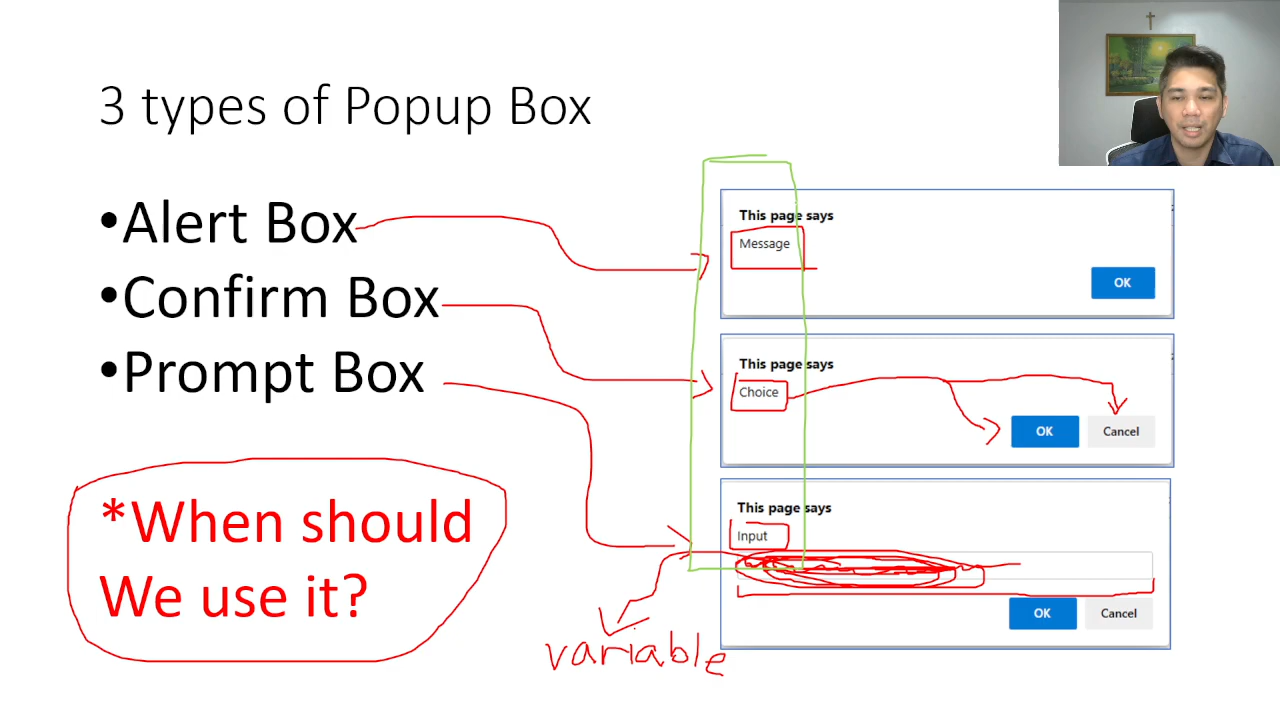 3 types of Popup Box
•Alert Box
•Confirm Box
•Prompt Box
*When should
We use it?
This page says
Message
OK
This page says
Choice
OK Cancel
This page says
Input
OK Cancel
variable